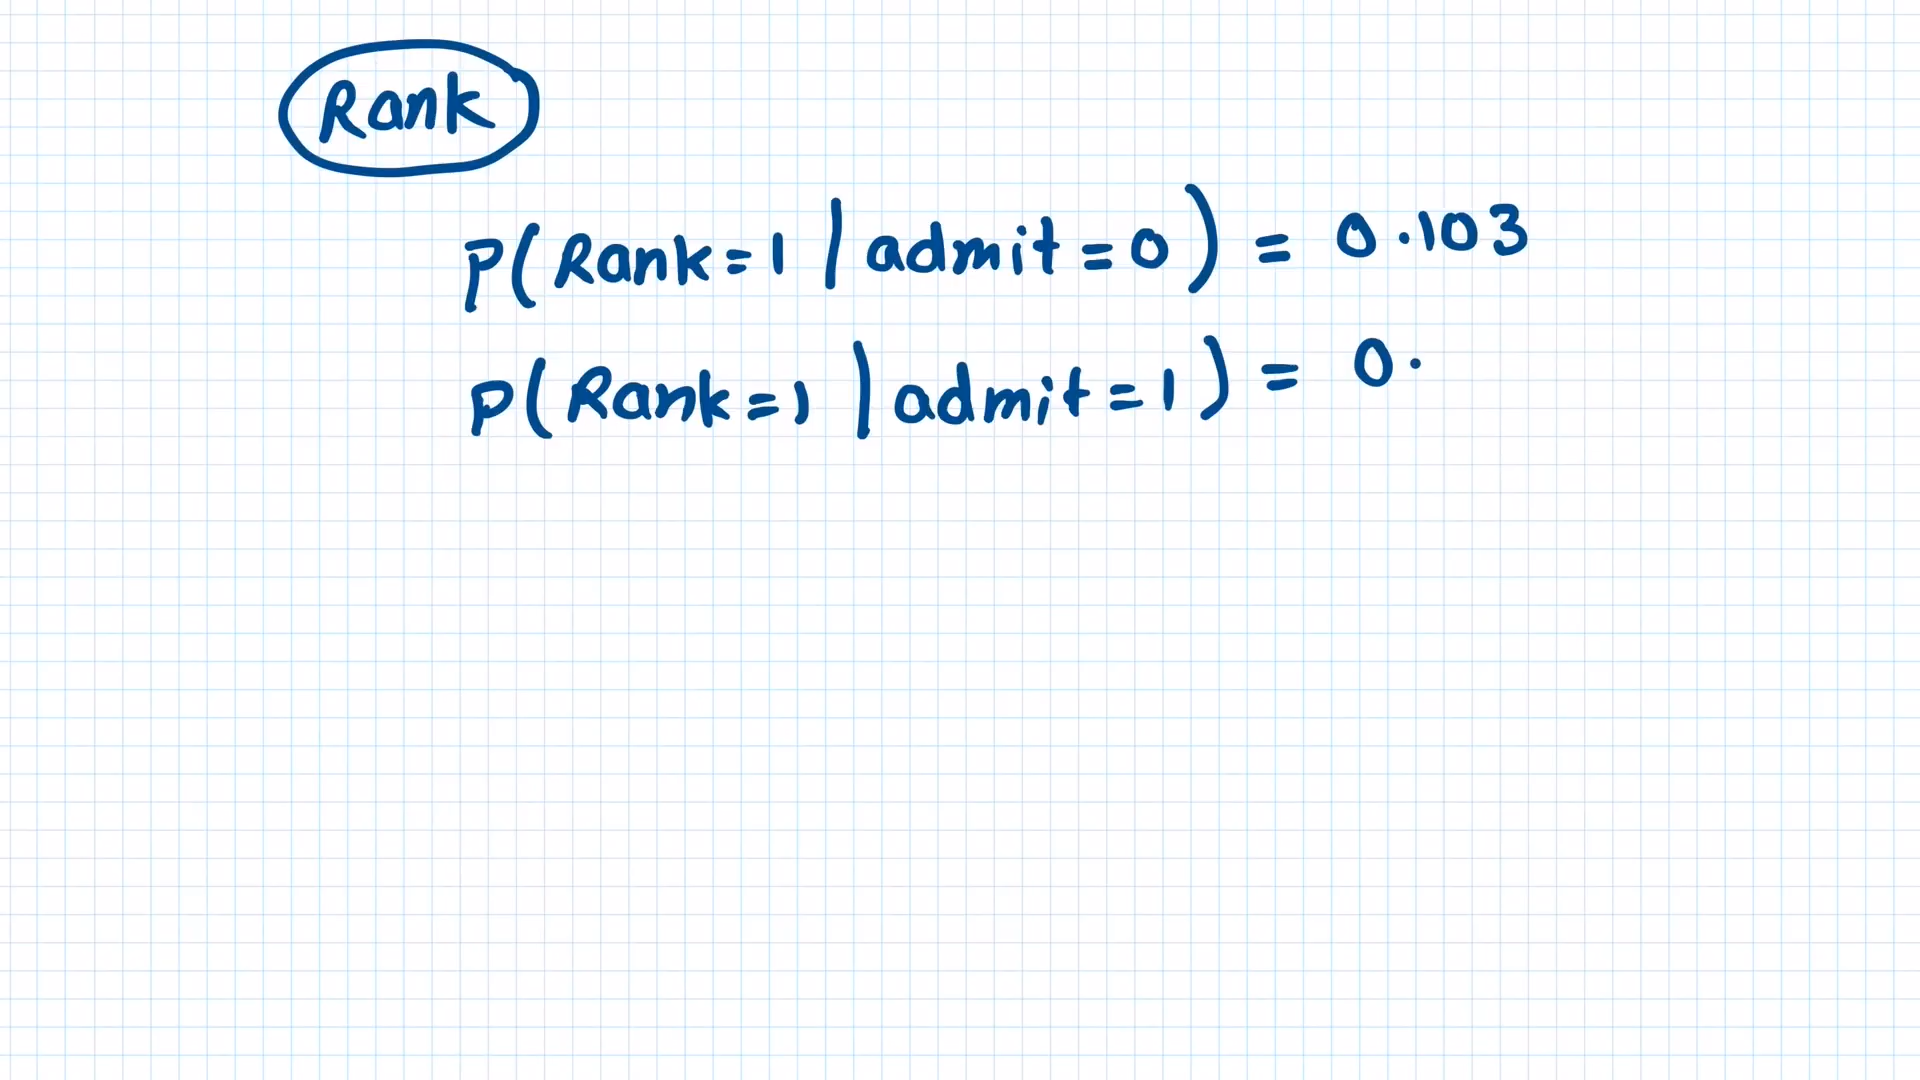 Rank
P(Rank=1 | admit=0) = 0.103
P(Rank=1 | admit=1) = 0.